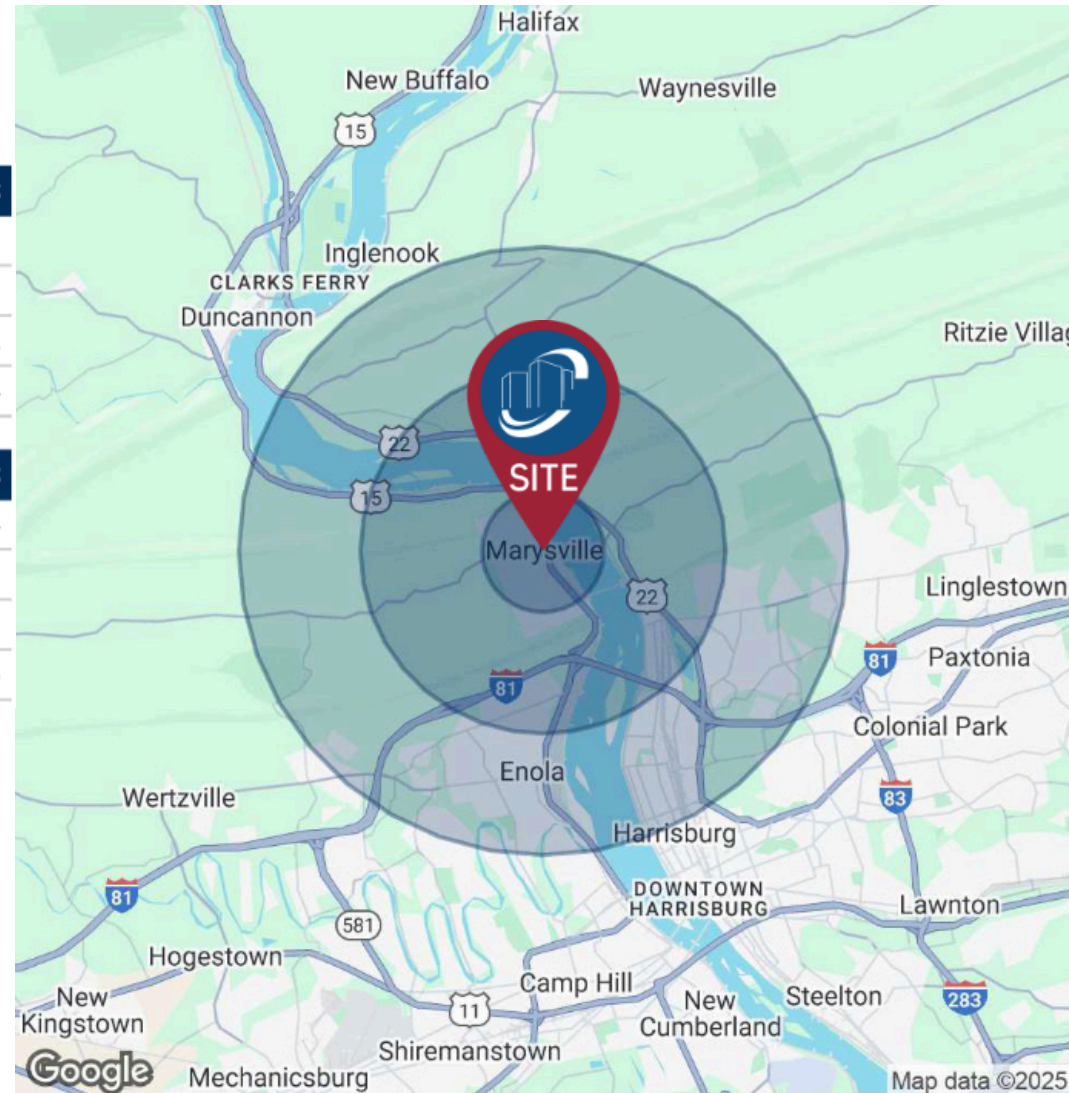 Halifax
New Buffalo
Waynesville
15
Inglenook
CLARKS FERRY
Duncannon
Ritzie Villag
22
SITE
15
Marysville
22
Linglestown
81
Paxtonia
81
Colonial Park
Enola
Wertzville
83
Harrisburg
81
DOWNTOWN
HARRISBURG
Lawnton
581
Hogestown
Camp Hill
New
Kingstown
11
New
Cumberland
Steelton
283
Shiremanstown
Google
Mechanicsburg
Map data ©2025